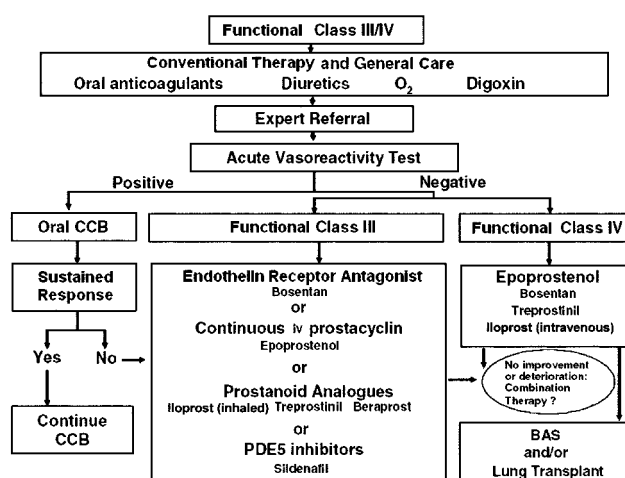 Functional Class III/IV
Conventional Therapy and General Care
Oral anticoagulants Diuretics O2 Digoxin
Expert Referral
Acute Vasoreactivity Test
Positive Negative
Oral CCB
Functional Class III
Functional Class IV
Sustained
Response
Yes No
Continue
CCB
Endothelin Receptor Antagonist
Bosentan
or
Continuous iv prostacyclin
Epoprostenol
or
Prostanoid Analogues
Iloprost (inhaled) Treprostinil Beraprost
or
PDE5 inhibitors
Sildenafil
Epoprostenol
Bosentan
Treprostinil
Iloprost (intravenous)
No improvement
or deterioration:
Combination
Therapy ?
BAS
and/or
Lung Transplant